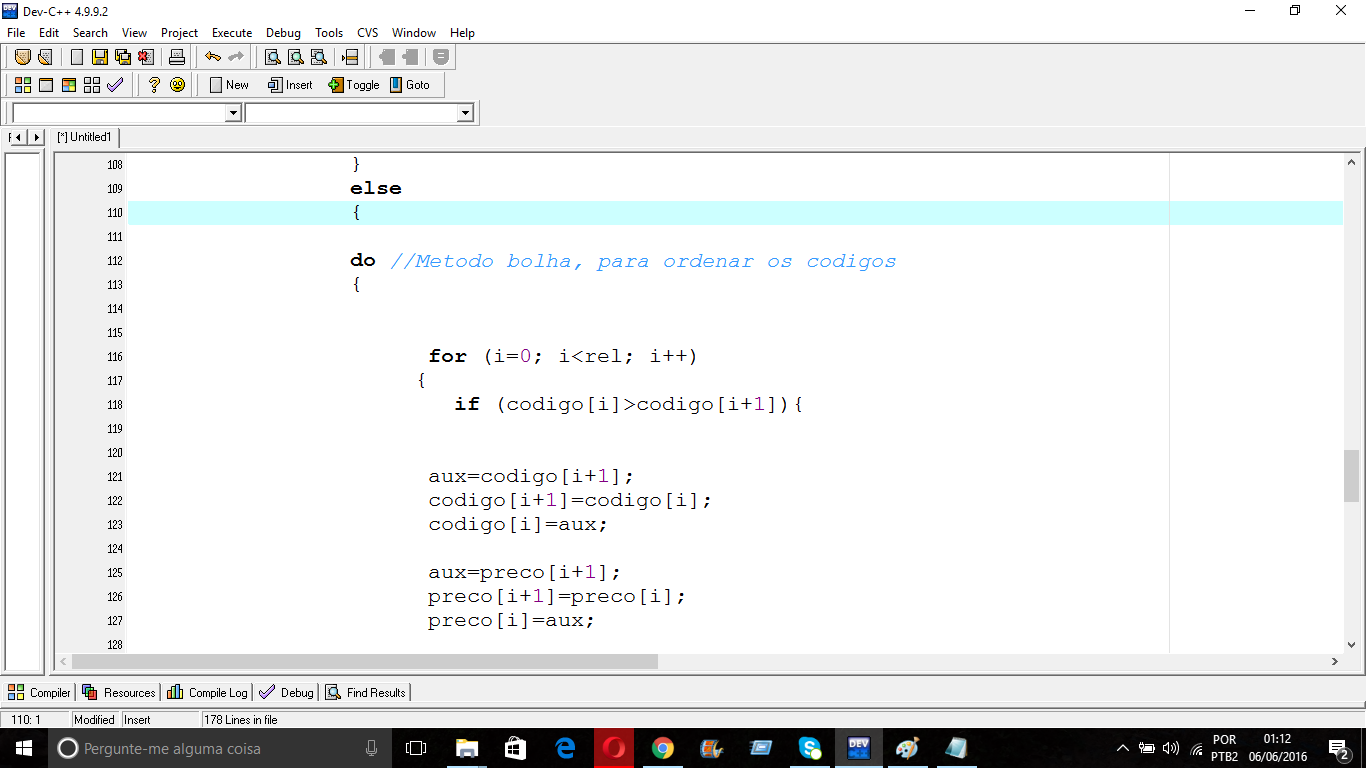 Dev-C++ 4.9.9.2
File Edit Search View Project Execute Debug Tools CVS Window Help
New Insert Toggle Goto
[*] Untitled1
108 }
109 else
110 {
111
112 do //Metodo bolha, para ordenar os codigos
113 {
114
115
116 for (i=0; i<rel; i++)
117 {
118 if (codigo[i]>codigo[i+1]){
119
120
121 aux=codigo[i+1];
122 codigo[i+1]=codigo[i];
123 codigo[i]=aux;
124
125 aux=preco[i+1];
126 preco[i+1]=preco[i];
127 preco[i]=aux;
128
Compiler Resources Compile Log Debug Find Results
110: 1 Modified Insert 178 Lines in file
Pergunte-me alguma coisa
DEV
POR 01:12
PTB2 06/06/2016
2